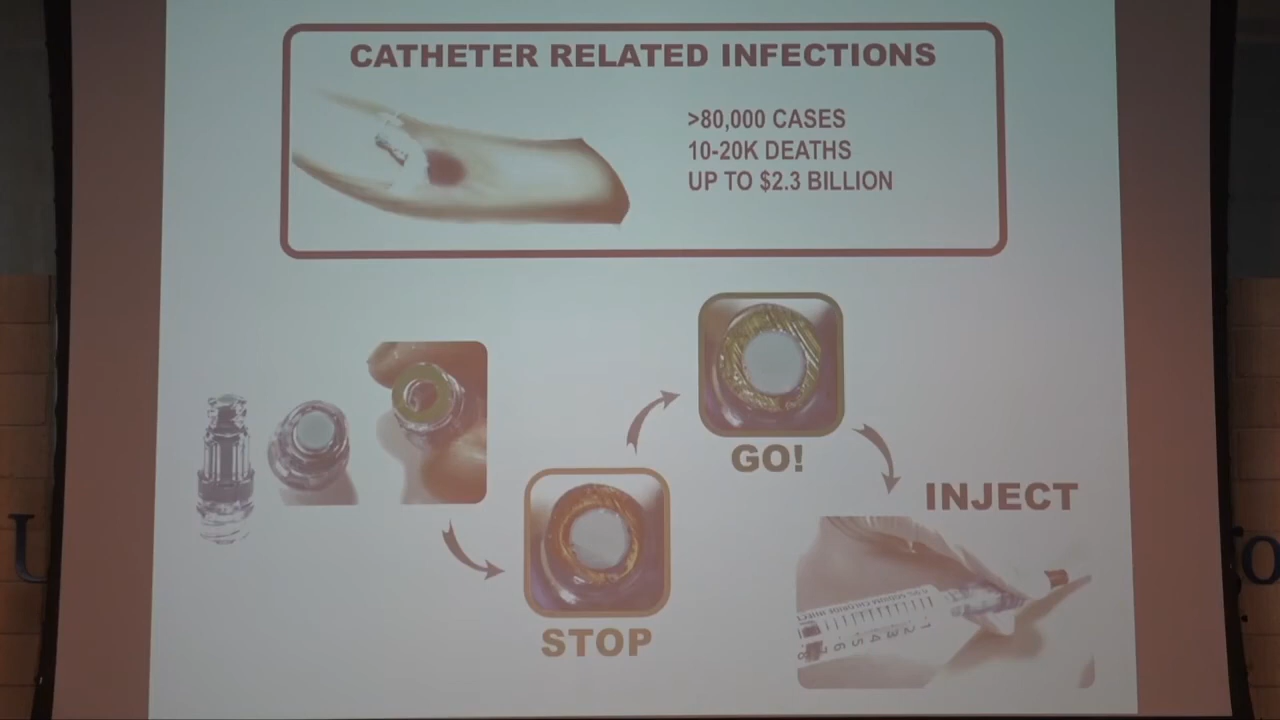 CATHETER RELATED INFECTIONS
>80,000 CASES
10-20K DEATHS
UP TO $2.3 BILLION
GO!
INJECT
STOP